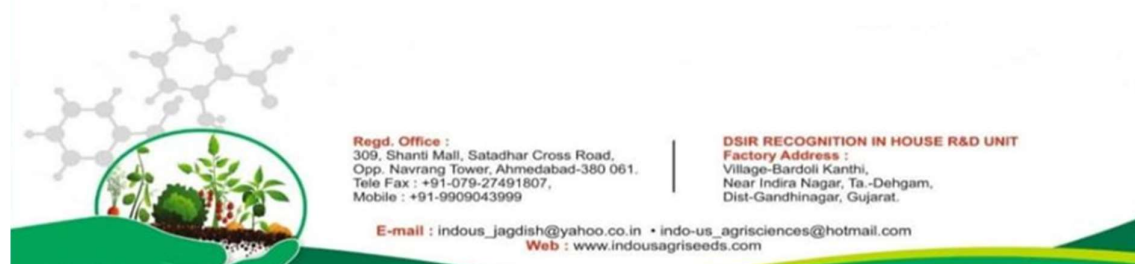 Regd. Office :
309, Shanti Mall, Satadhar Cross Road,
Opp. Navrang Tower, Ahmedabad-380 061.
Tele Fax : +91-079-27491807,
Mobile : +91-9909043999
DSIR RECOGNITION IN HOUSE R&D UNIT
Factory Address :
Village-Bardoli Kanthi,
Near Indira Nagar, Ta.-Dehgam,
Dist-Gandhinagar, Gujarat.
E-mail : indous_jagdish@yahoo.co.in • indo-us_agrisciences@hotmail.com
Web : www.indousagriseeds.com